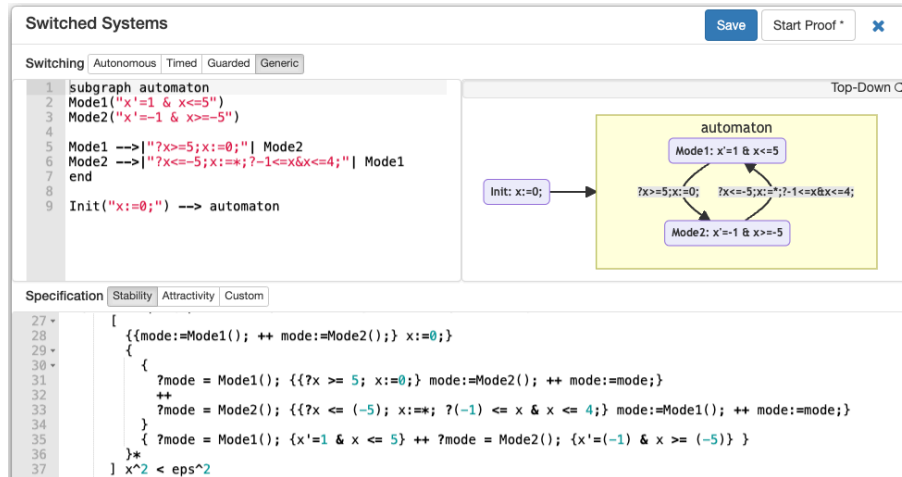 Switched Systems
Save
Start Proof *
Switching Autonomous Timed Guarded Generic
1 subgraph automaton
2 Mode1("x'=1 & x<=5")
3 Mode2("x'=-1 & x>=-5")
4
5 Mode1 -->|"?x>=5;x:=0;"| Mode2
6 Mode2 -->|"?x<=-5;x:=*;?-1<=x&x<=4;"| Mode1
7 end
8
9 Init("x:=0;") --> automaton
Top-Down
automaton
Mode1: x'=1 & x<=5
Init: x:=0;
?x>=5;x:=0;
?x<=-5;x:=*;?-1<=x&x<=4;
Mode2: x'=-1 & x>=-5
Specification Stability Attractivity Custom
27 [
28 {{mode:=Mode1(); ++ mode:=Mode2();} x:=0;}
29 {
30 {
31 ?mode = Mode1(); {{?x >= 5; x:=0;} mode:=Mode2(); ++ mode:=mode;}
32 ++
33 ?mode = Mode2(); {{?x <= (-5); x:=*; ?(-1) <= x & x <= 4;} mode:=Mode1(); ++ mode:=mode;}
34 }
35 { ?mode = Mode1(); {x'=1 & x <= 5} ++ ?mode = Mode2(); {x'=(-1) & x >= (-5)} }
36 }*
37 ] x^2 < eps^2